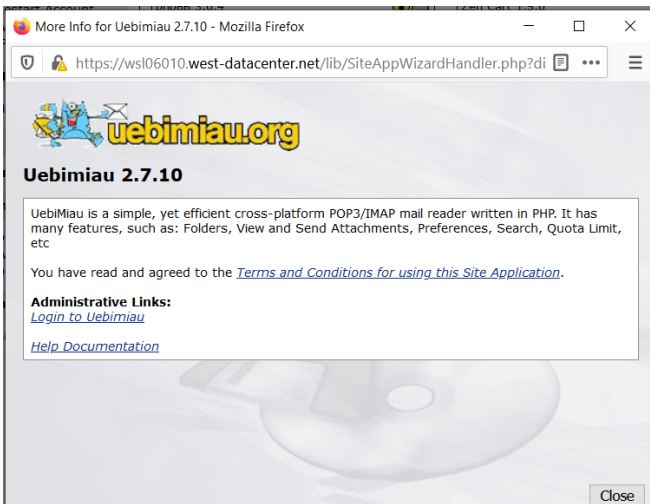 More Info for Uebimiau 2.7.10 - Mozilla Firefox
https://wsl06010.west-datacenter.net/lib/SiteAppWizardHandler.php?di
uebimiau.org
Uebimiau 2.7.10
UebiMiau is a simple, yet efficient cross-platform POP3/IMAP mail reader written in PHP. It has
many features, such as: Folders, View and Send Attachments, Preferences, Search, Quota Limit,
etc
You have read and agreed to the Terms and Conditions for using this Site Application.
Administrative Links:
Login to Uebimiau
Help Documentation
Close